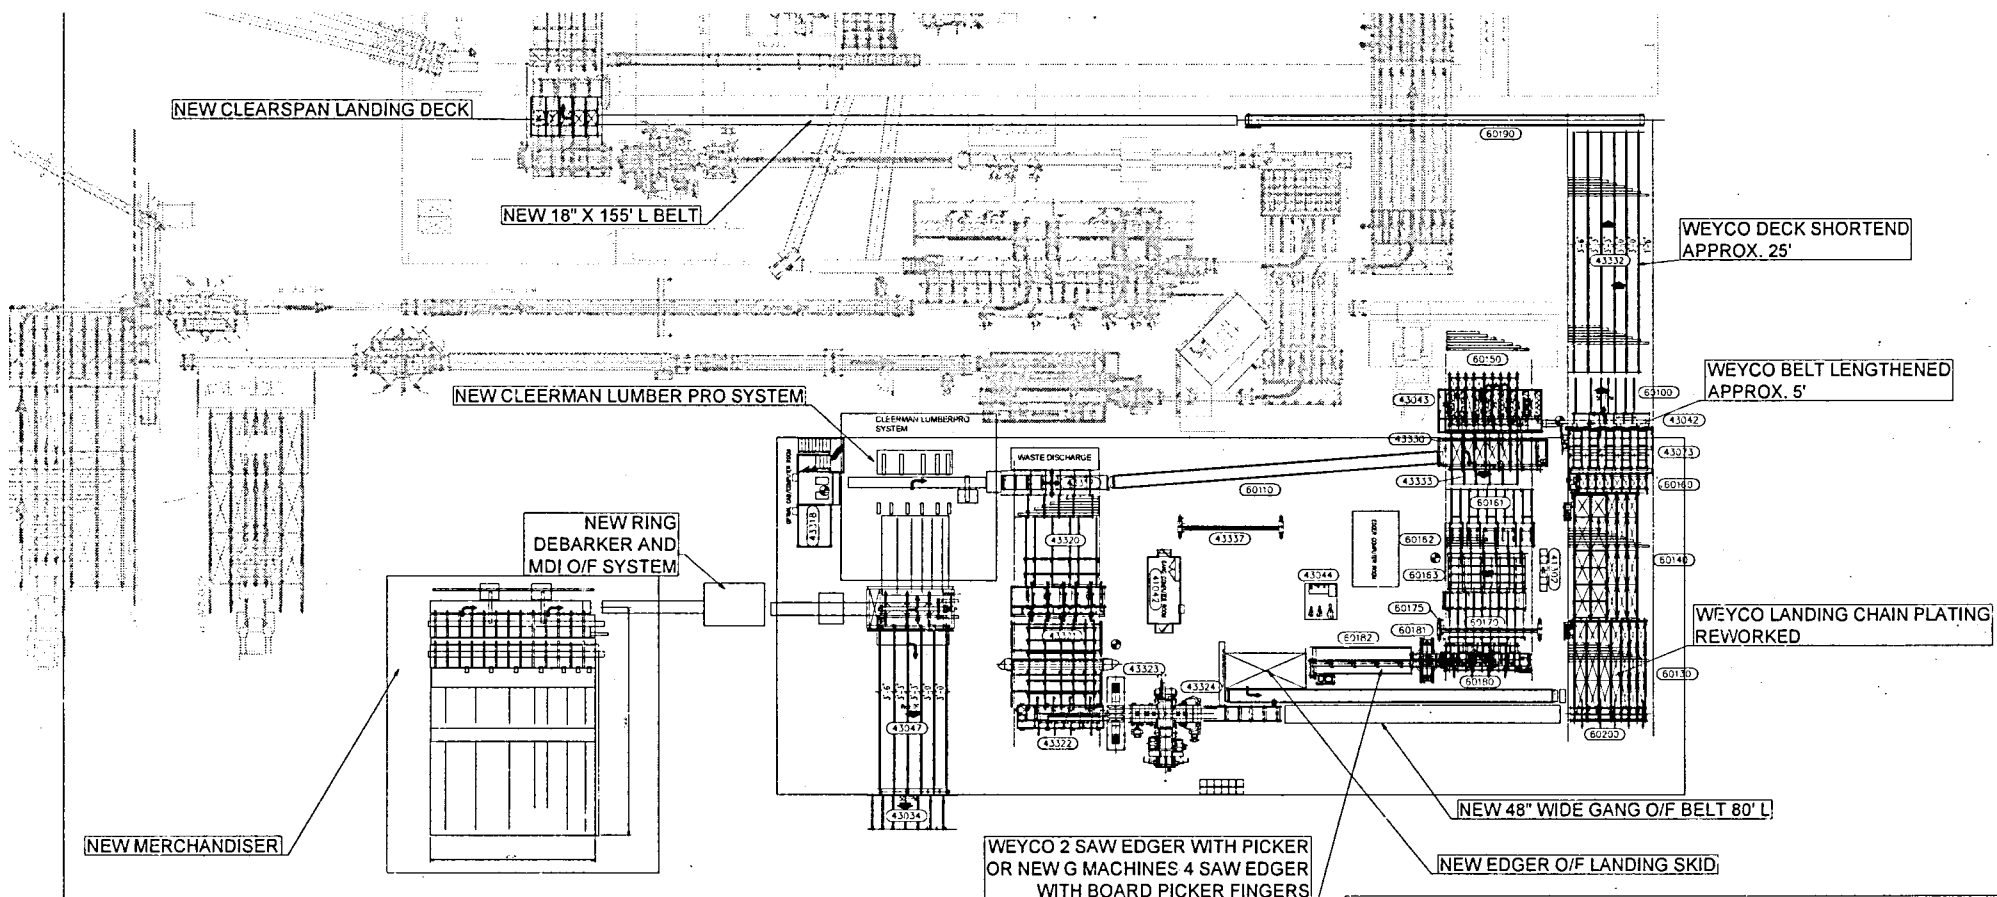 NEW CLEARSPAN LANDING DECK
60190
NEW 18" X 155' L BELT
WEYCO DECK SHORTEND
APPROX. 25'
43332
60150
WEYCO BELT LENGTHENED
APPROX. 5'
60100
43043
43042
NEW CLEERMAN LUMBER PRO SYSTEM
CLEERMAN LUMBERPRO
SYSTEM
WASTE DISCHARGE
43330
43073
43333
60160
60110
60161
43318
43320
43337
60162
NEW RING
DEBARKER AND
MDI O/F SYSTEM
60163
43044
41302
60140
60175
60170
60181
60182
WEYCO LANDING CHAIN PLATING
REWORKED
43323
60180
60130
43324
43047
43322
60200
43034
NEW 48" WIDE GANG O/F BELT 80' L
NEW MERCHANDISER
WEYCO 2 SAW EDGER WITH PICKER
OR NEW G MACHINES 4 SAW EDGER
WITH BOARD PICKER FINGERS
NEW EDGER O/F LANDING SKID